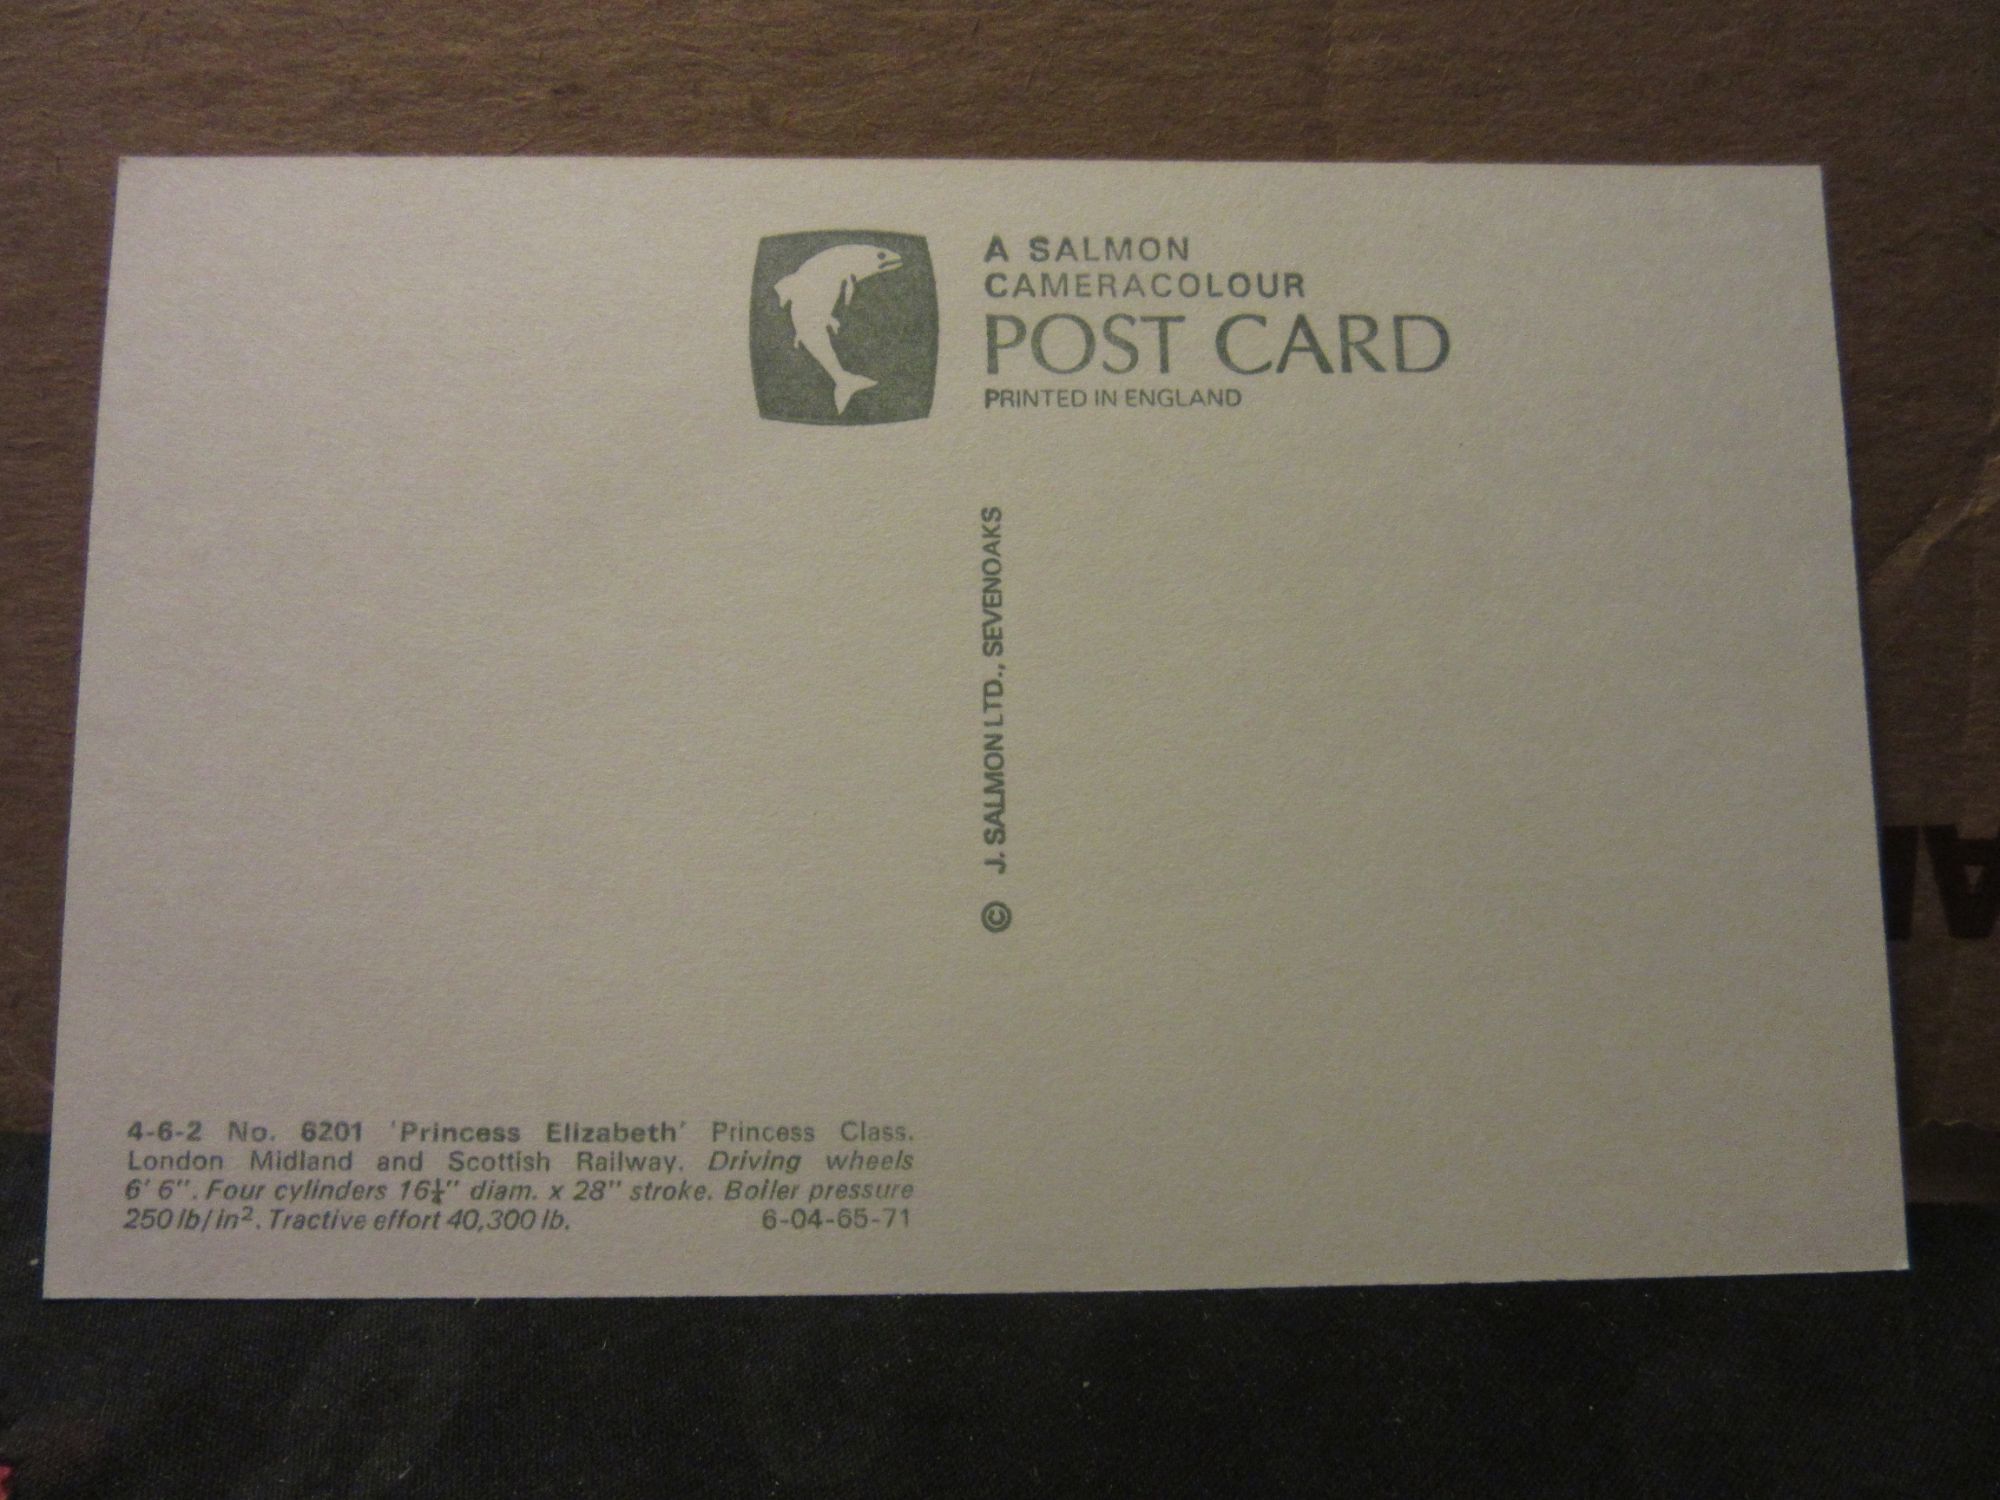 A SALMON
CAMERACOLOUR
POST CARD
PRINTED IN ENGLAND
© J. SALMON LTD., SEVENOAKS
4-6-2 No. 6201 'Princess Elizabeth' Princess Class.
London Midland and Scottish Railway. Driving wheels
6' 6". Four cylinders 16¼" diam. x 28" stroke. Boiler pressure
250 lb/in². Tractive effort 40,300 lb. 6-04-65-71